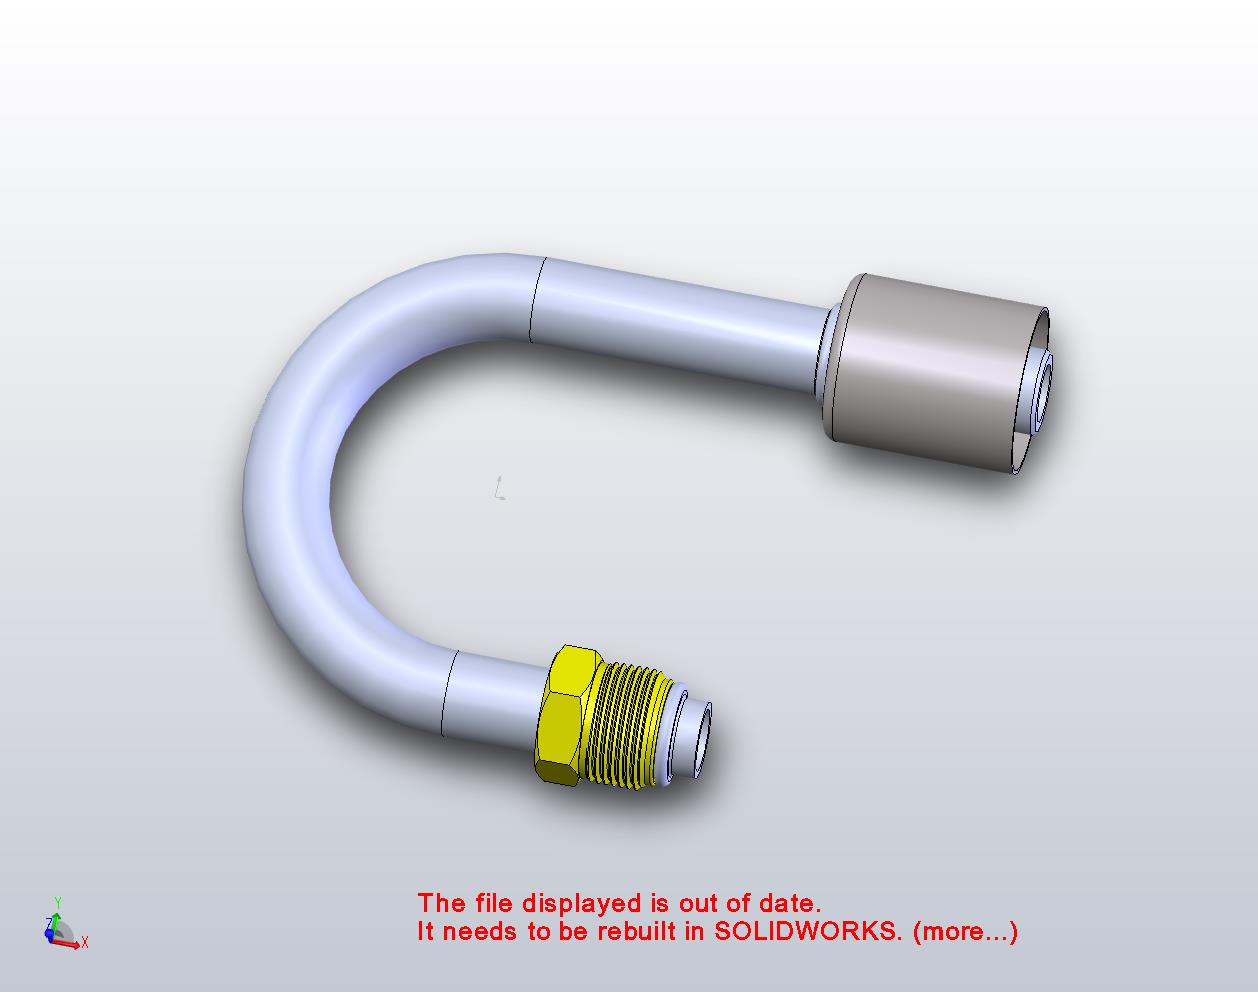 The file displayed is out of date.
It needs to be rebuilt in SOLIDWORKS. (more...)
Y
Z
X